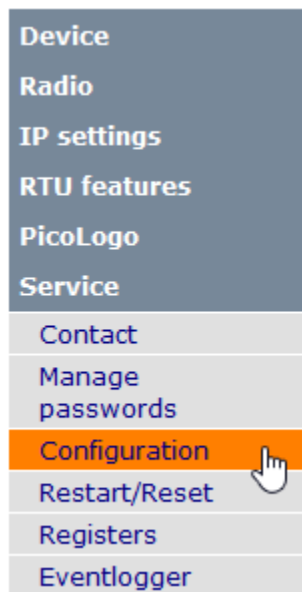 Device
Radio
IP settings
RTU features
PicoLogo
Service
Contact
Manage
passwords
Configuration
Restart/Reset
Registers
Eventlogger